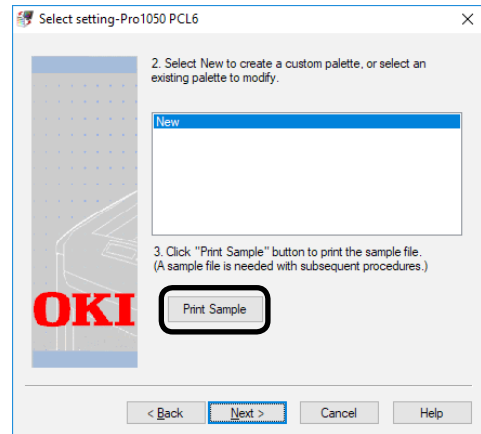 Select setting-Pro1050 PCL6
2. Select New to create a custom palette, or select an
existing palette to modify.
New
3. Click "Print Sample" button to print the sample file.
(A sample file is needed with subsequent procedures.)
OKI
Print Sample
< Back
Next >
Cancel
Help